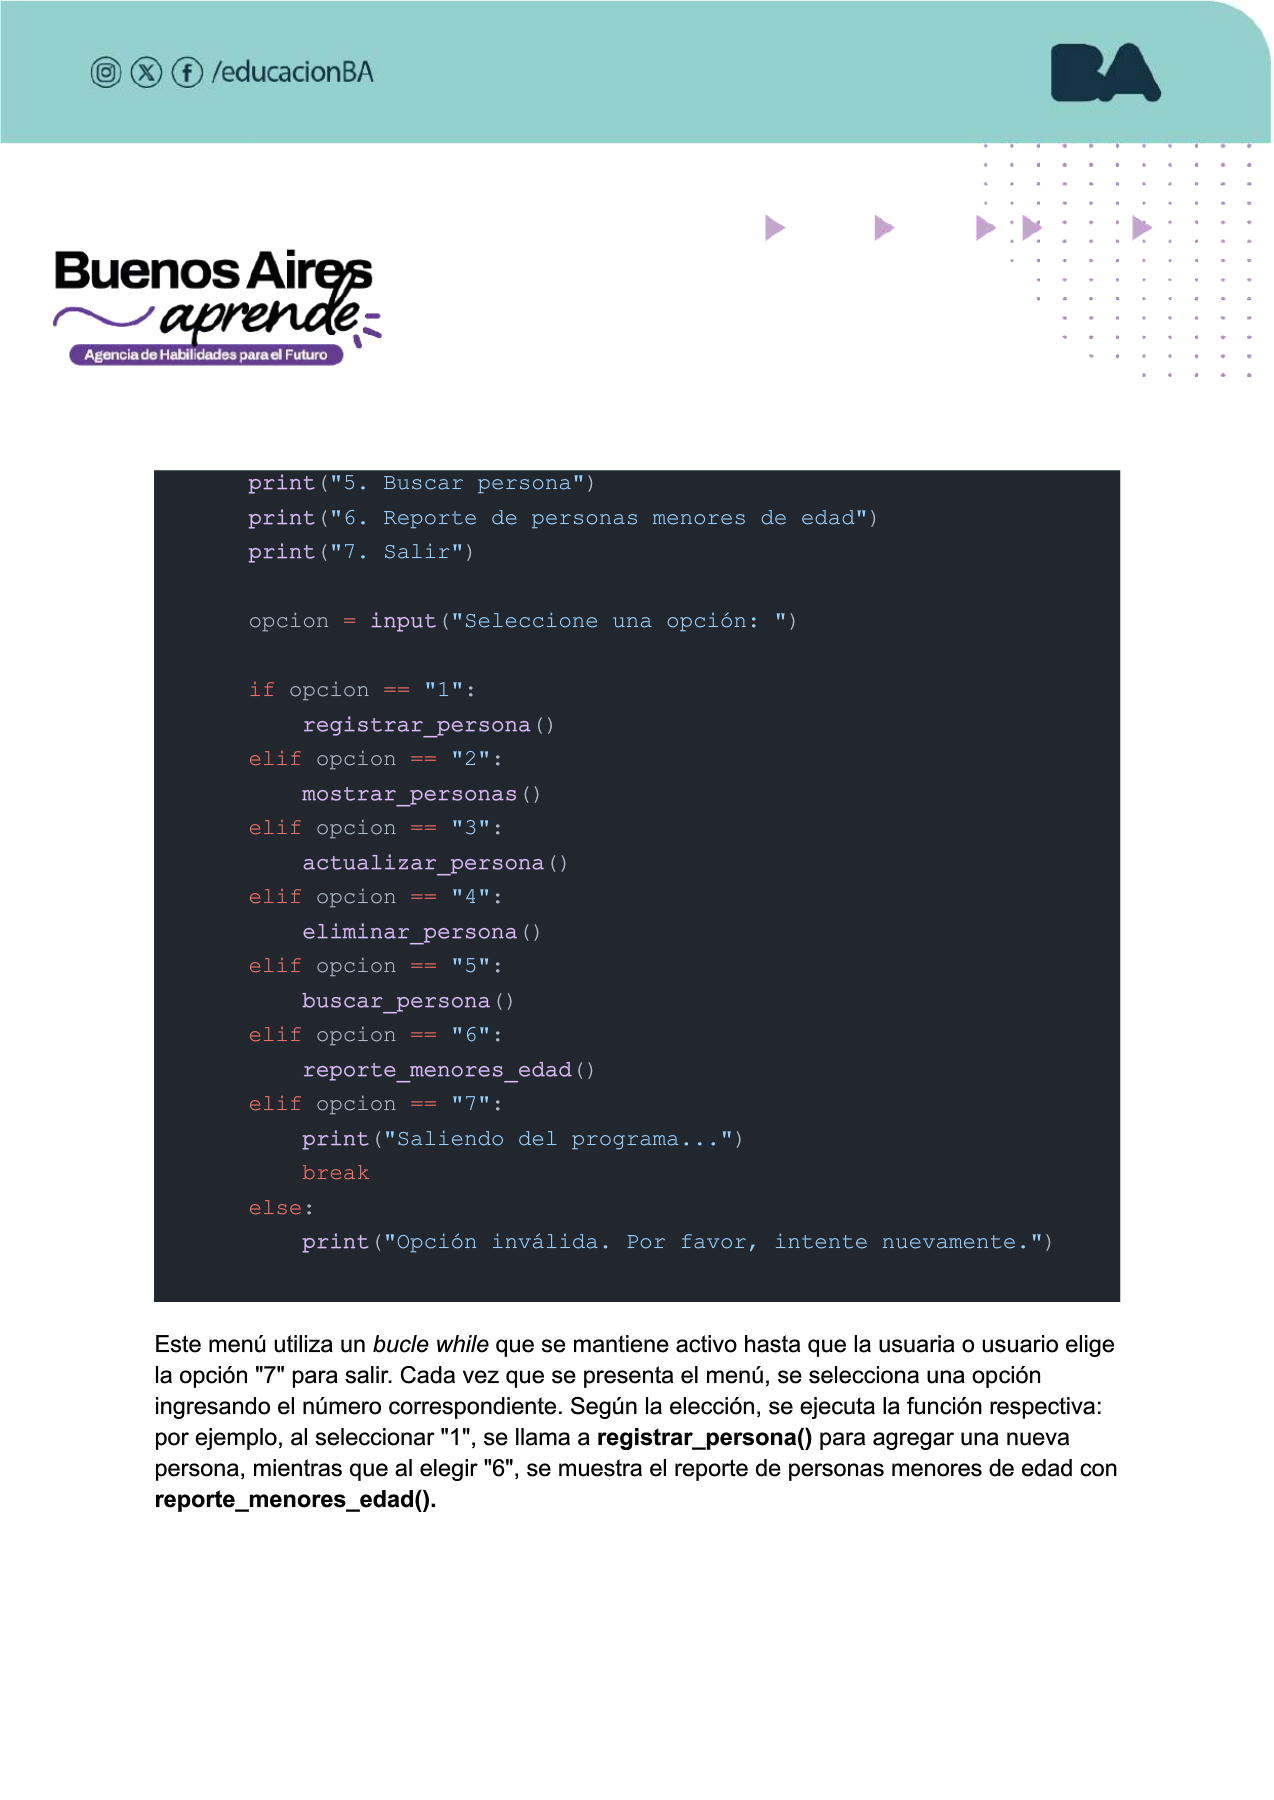 /educacionBA
BA
Buenos Aires
aprende
Agencia de Habilidades para el Futuro
print("5. Buscar persona")
print("6. Reporte de personas menores de edad")
print("7. Salir")
opcion = input("Seleccione una opción: ")
if opcion == "1":
registrar_persona()
elif opcion == "2":
mostrar_personas()
elif opcion == "3":
actualizar_persona()
elif opcion == "4":
eliminar_persona()
elif opcion == "5":
buscar_persona()
elif opcion == "6":
reporte_menores_edad()
elif opcion == "7":
print("Saliendo del programa...")
break
else:
print("Opción inválida. Por favor, intente nuevamente.")
Este menú utiliza un bucle while que se mantiene activo hasta que la usuaria o usuario elige
la opción "7" para salir. Cada vez que se presenta el menú, se selecciona una opción
ingresando el número correspondiente. Según la elección, se ejecuta la función respectiva:
por ejemplo, al seleccionar "1", se llama a registrar_persona() para agregar una nueva
persona, mientras que al elegir "6", se muestra el reporte de personas menores de edad con
reporte_menores_edad().